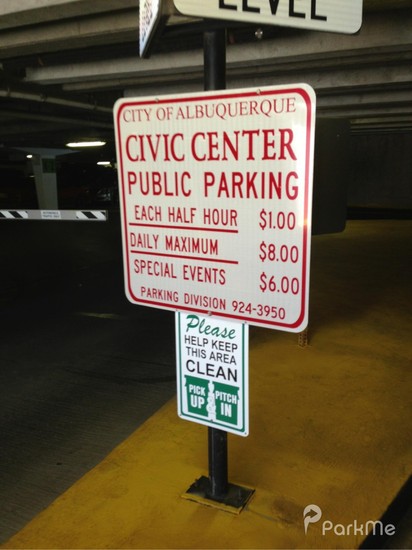 LEVEL
CITY OF ALBUQUERQUE
CIVIC CENTER
PUBLIC PARKING
EACH HALF HOUR $1.00
DAILY MAXIMUM $8.00
SPECIAL EVENTS $6.00
PARKING DIVISION 924-3950
Please
HELP KEEP
THIS AREA
CLEAN
PICK UP & PITCH IN
ParkMe